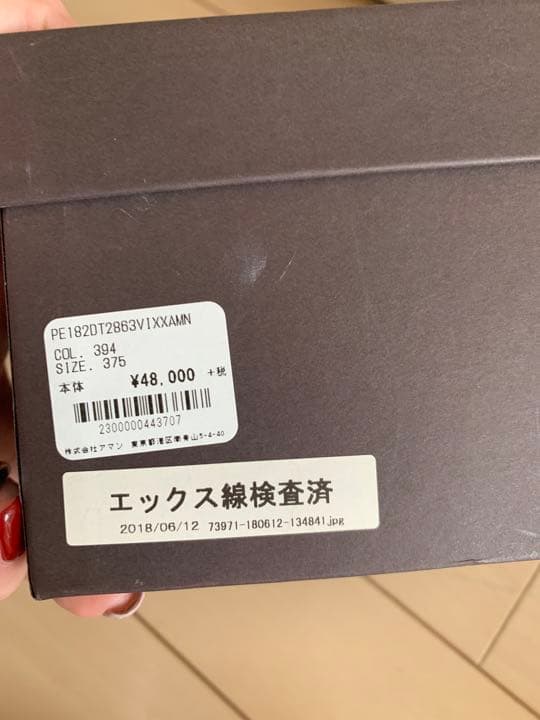 PE182DT2863VIXXAMN
COL. 394
SIZE. 375
本体 ¥48,000 +税
2300000443707
株式会社アマン 東京都港区南青山5-4-40
エックス線検査済
2018/06/12 73971-180612-134841.jpg